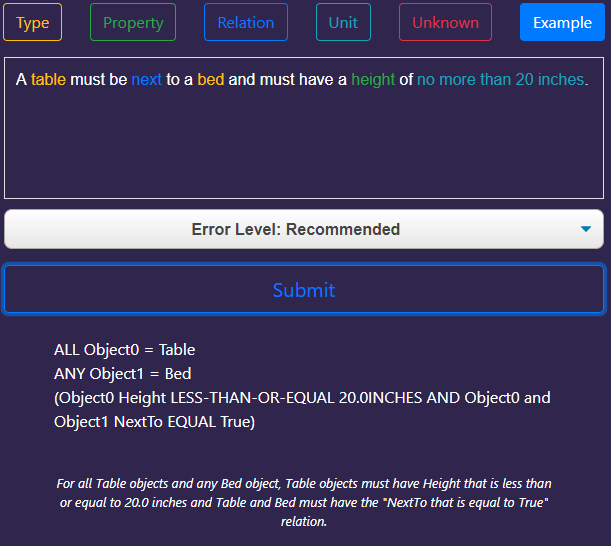 Type Property Relation Unit Unknown Example
A table must be next to a bed and must have a height of no more than 20 inches.
Error Level: Recommended
Submit
ALL Object0 = Table
ANY Object1 = Bed
(Object0 Height LESS-THAN-OR-EQUAL 20.0INCHES AND Object0 and
Object1 NextTo EQUAL True)
For all Table objects and any Bed object, Table objects must have Height that is less than
or equal to 20.0 inches and Table and Bed must have the "NextTo that is equal to True"
relation.